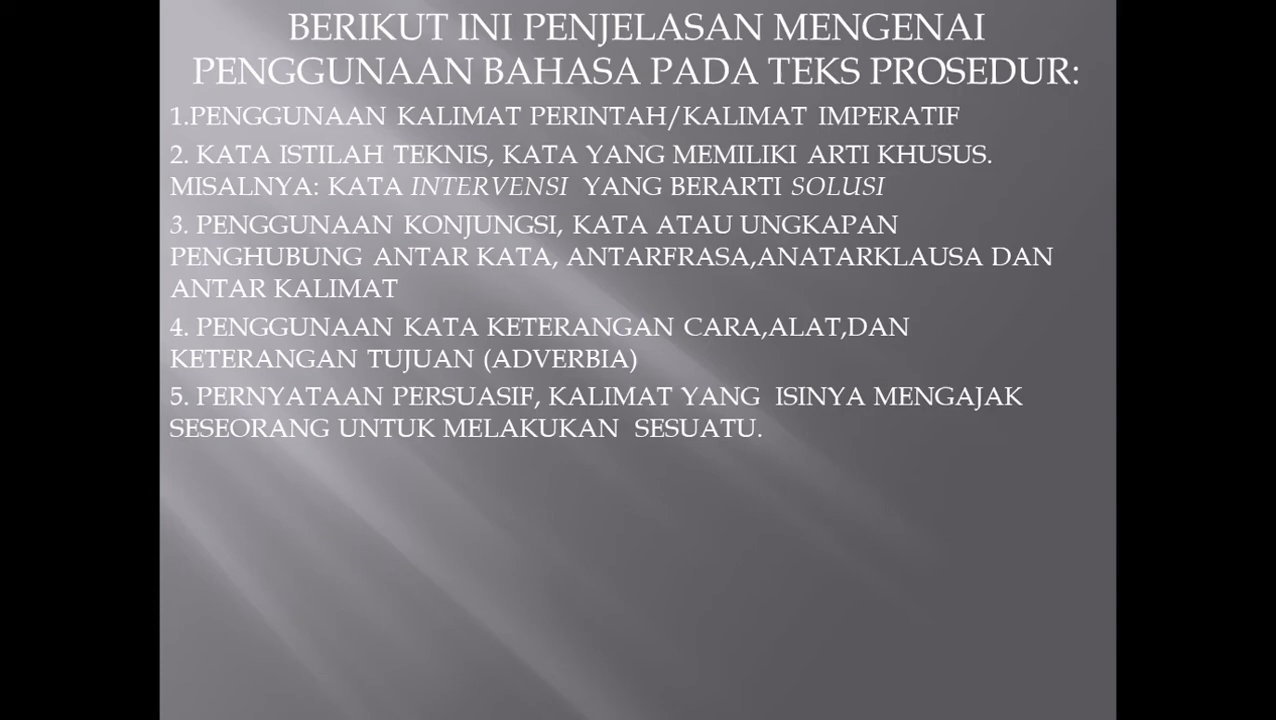 BERIKUT INI PENJELASAN MENGENAI
PENGGUNAAN BAHASA PADA TEKS PROSEDUR:
1.PENGGUNAAN KALIMAT PERINTAH/KALIMAT IMPERATIF
2. KATA ISTILAH TEKNIS, KATA YANG MEMILIKI ARTI KHUSUS.
MISALNYA: KATA INTERVENSI YANG BERARTI SOLUSI
3. PENGGUNAAN KONJUNGSI, KATA ATAU UNGKAPAN
PENGHUBUNG ANTAR KATA, ANTARFRASA,ANATARKLAUSA DAN
ANTAR KALIMAT
4. PENGGUNAAN KATA KETERANGAN CARA,ALAT,DAN
KETERANGAN TUJUAN (ADVERBIA)
5. PERNYATAAN PERSUASIF, KALIMAT YANG ISINYA MENGAJAK
SESEORANG UNTUK MELAKUKAN SESUATU.